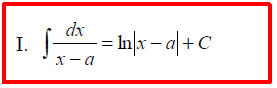 I. ∫ dx/(x − a) = ln|x − a| + C